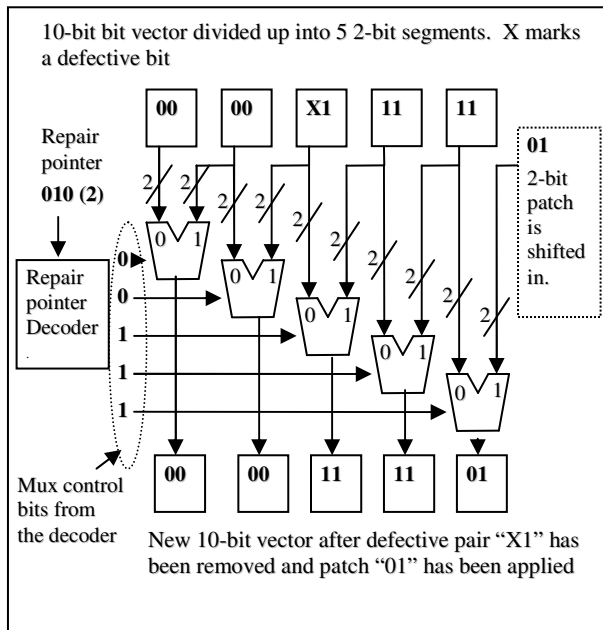 10-bit bit vector divided up into 5 2-bit segments. X marks
a defective bit
00 00 X1 11 11
Repair
pointer
010 (2)
01
2-bit
patch
is
shifted
in.
2 2 2 2 2 2 2 2 2 2
0 1
0 1
0 1
0 1
0 1
Repair
pointer
Decoder
.
0
0
1
1
1
00 00 11 11 01
Mux control
bits from
the decoder
New 10-bit vector after defective pair “X1” has
been removed and patch “01” has been applied